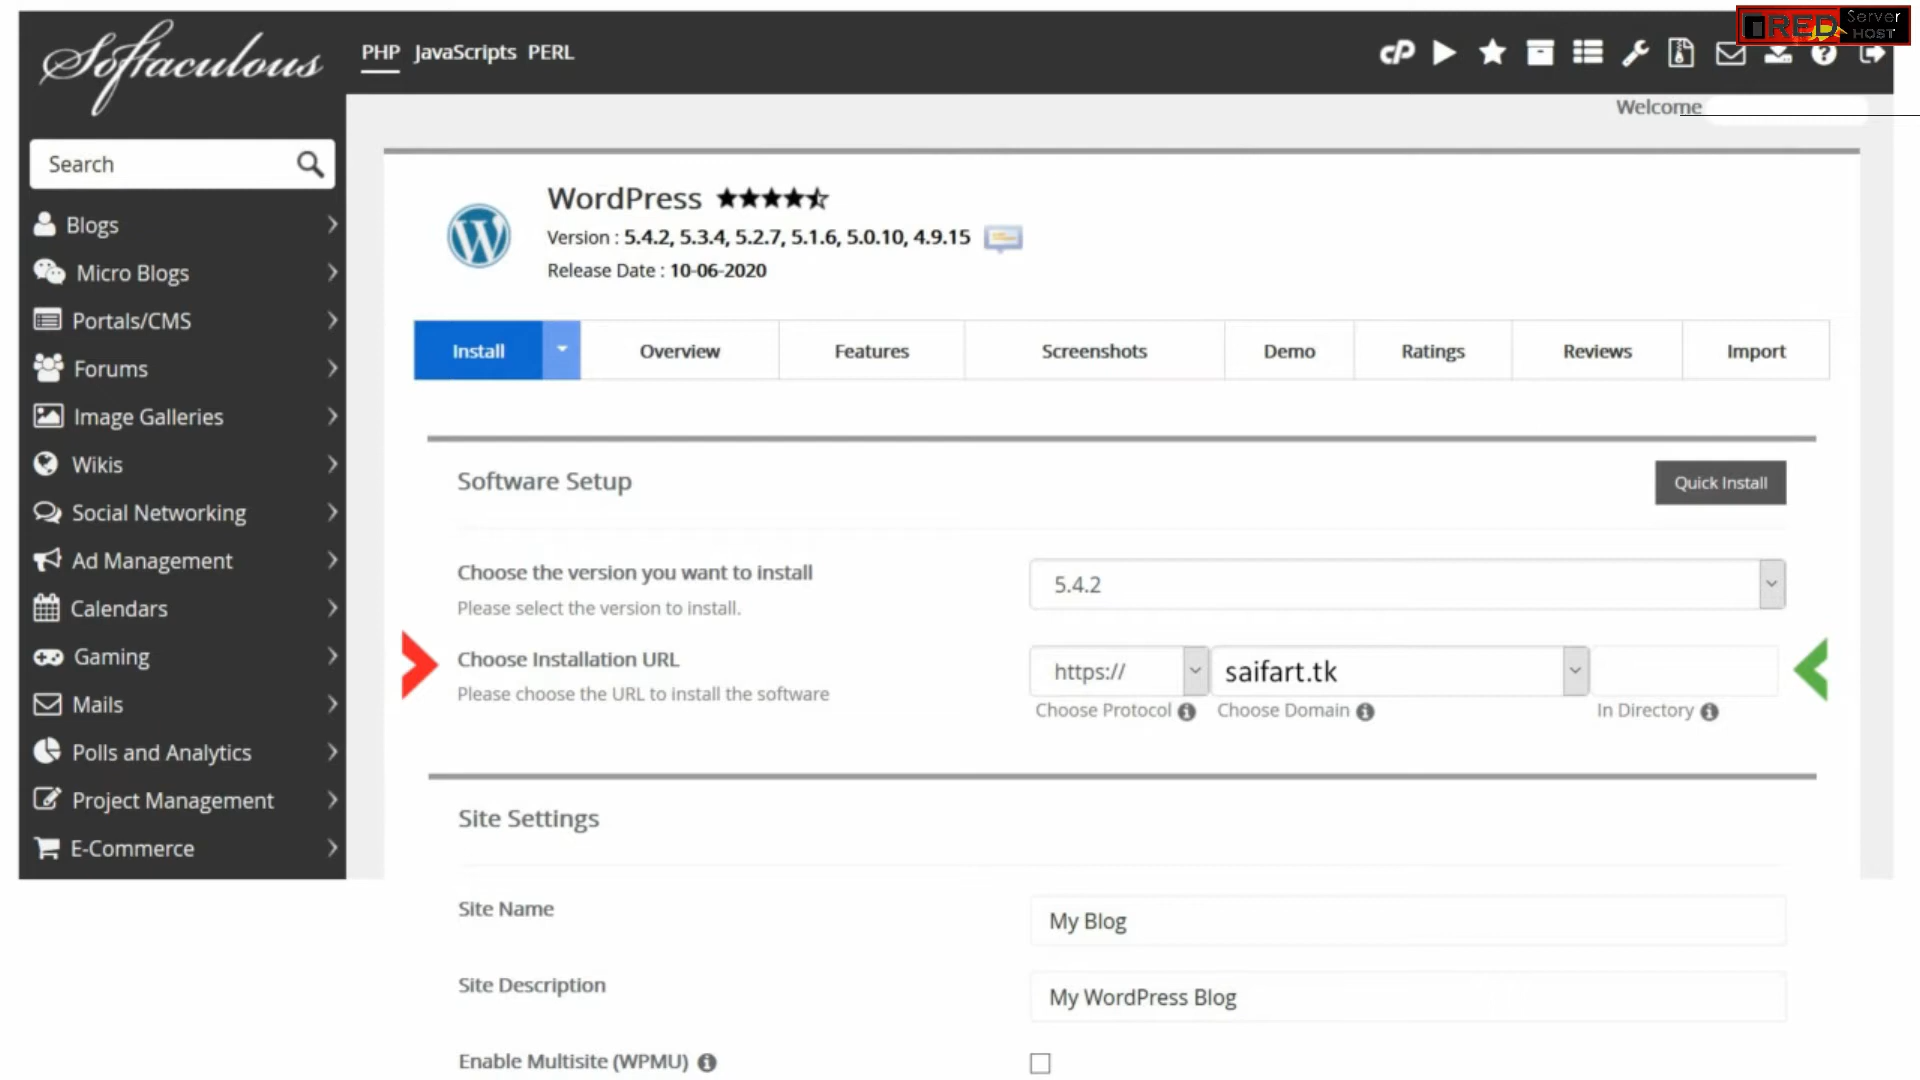 Softaculous
PHP JavaScripts PERL
cP
RED Server HOST
Welcome
Search
Blogs
Micro Blogs
Portals/CMS
Forums
Image Galleries
Wikis
Social Networking
Ad Management
Calendars
Gaming
Mails
Polls and Analytics
Project Management
E-Commerce
WordPress
Version : 5.4.2, 5.3.4, 5.2.7, 5.1.6, 5.0.10, 4.9.15
Release Date : 10-06-2020
Install Overview Features Screenshots Demo Ratings Reviews Import
Software Setup
Quick Install
Choose the version you want to install
Please select the version to install.
5.4.2
Choose Installation URL
Please choose the URL to install the software
https:// saifart.tk
Choose Protocol Choose Domain In Directory
Site Settings
Site Name
My Blog
Site Description
My WordPress Blog
Enable Multisite (WPMU)